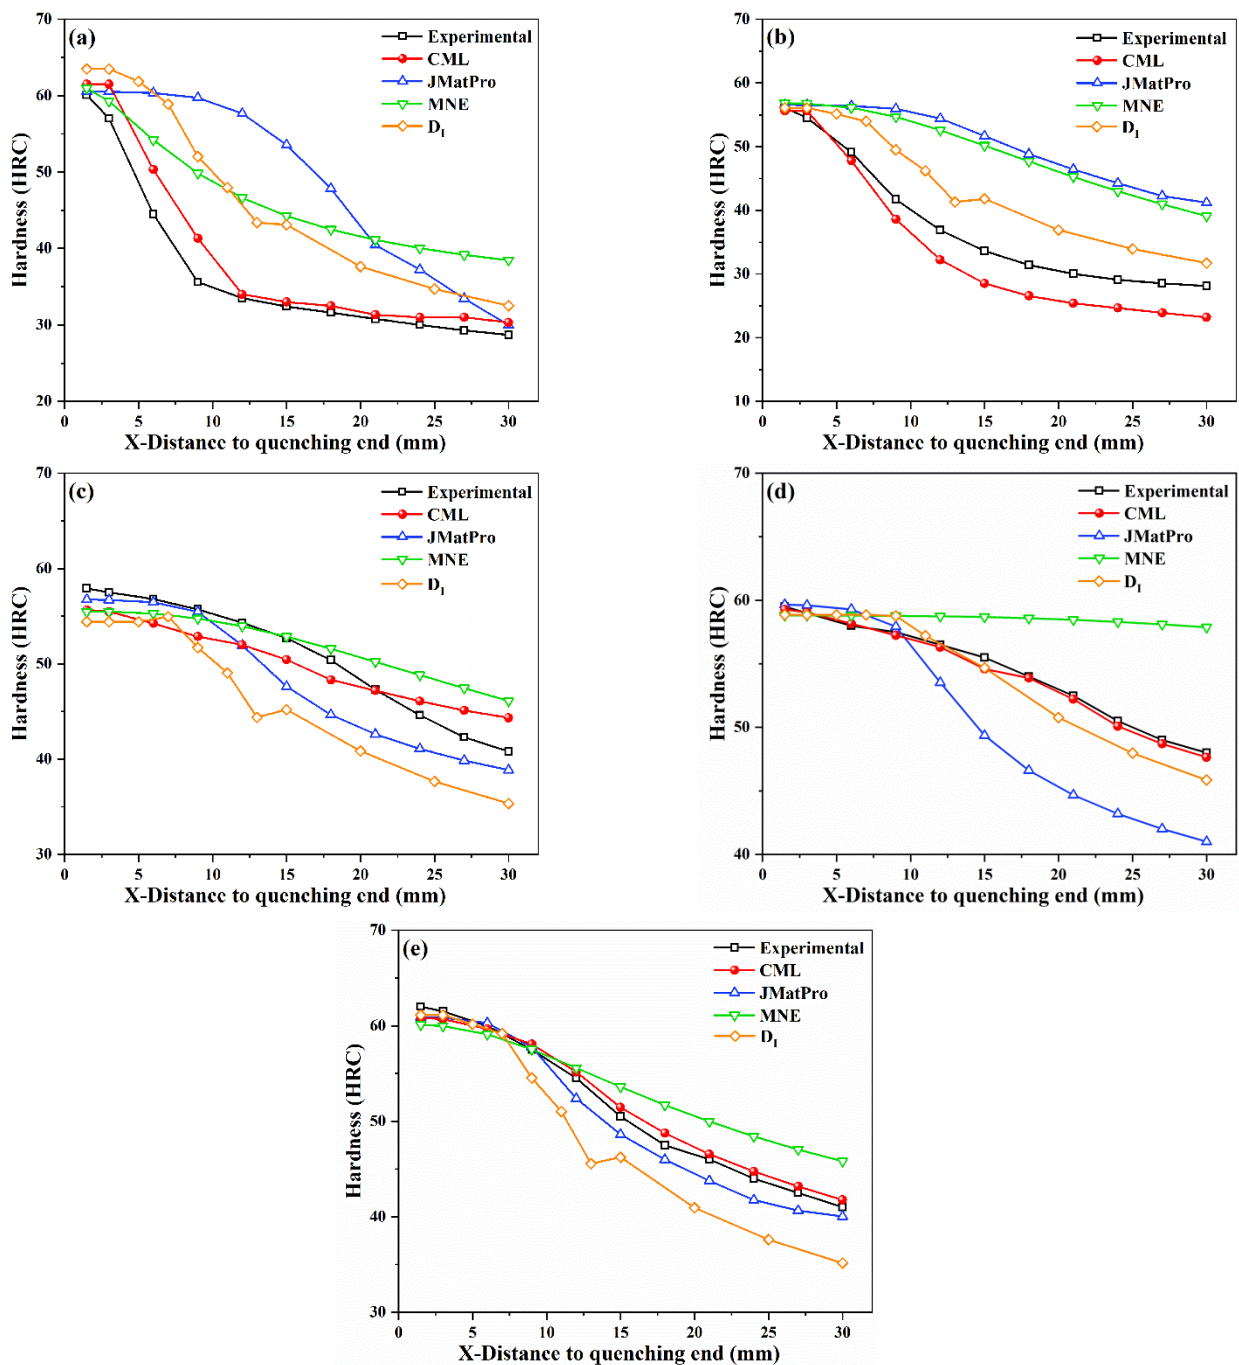 (a)
Experimental
CML
JMatPro
MNE
D_I
70
60
50
40
30
20
0 5 10 15 20 25 30
Hardness (HRC)
X-Distance to quenching end (mm)
(b)
Experimental
CML
JMatPro
MNE
D_I
70
60
50
40
30
20
10
0 5 10 15 20 25 30
Hardness (HRC)
X-Distance to quenching end (mm)
(c)
Experimental
CML
JMatPro
MNE
D_I
70
60
50
40
30
0 5 10 15 20 25 30
Hardness (HRC)
X-Distance to quenching end (mm)
(d)
Experimental
CML
JMatPro
MNE
D_I
70
60
50
40
0 5 10 15 20 25 30
Hardness (HRC)
X-Distance to quenching end (mm)
(e)
Experimental
CML
JMatPro
MNE
D_I
70
60
50
40
30
0 5 10 15 20 25 30
Hardness (HRC)
X-Distance to quenching end (mm)